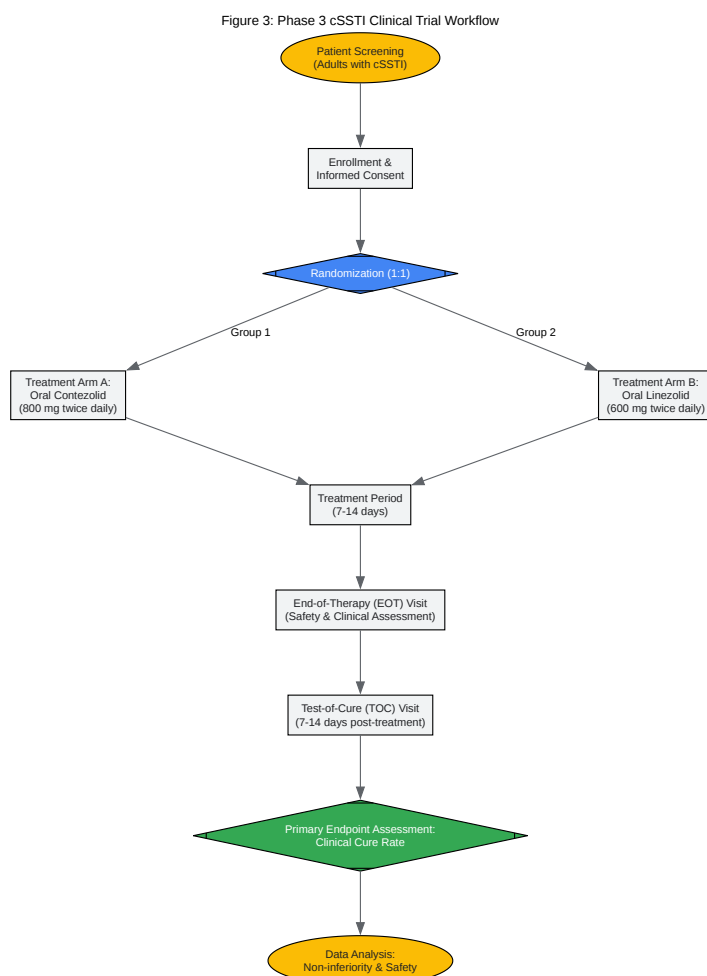 Figure 3: Phase 3 cSSTI Clinical Trial Workflow
Patient Screening
(Adults with cSSTI)
Enrollment &
Informed Consent
Randomization (1:1)
Group 1
Group 2
Treatment Arm A:
Oral Contezolid
(800 mg twice daily)
Treatment Arm B:
Oral Linezolid
(600 mg twice daily)
Treatment Period
(7-14 days)
End-of-Therapy (EOT) Visit
(Safety & Clinical Assessment)
Test-of-Cure (TOC) Visit
(7-14 days post-treatment)
Primary Endpoint Assessment:
Clinical Cure Rate
Data Analysis:
Non-inferiority & Safety